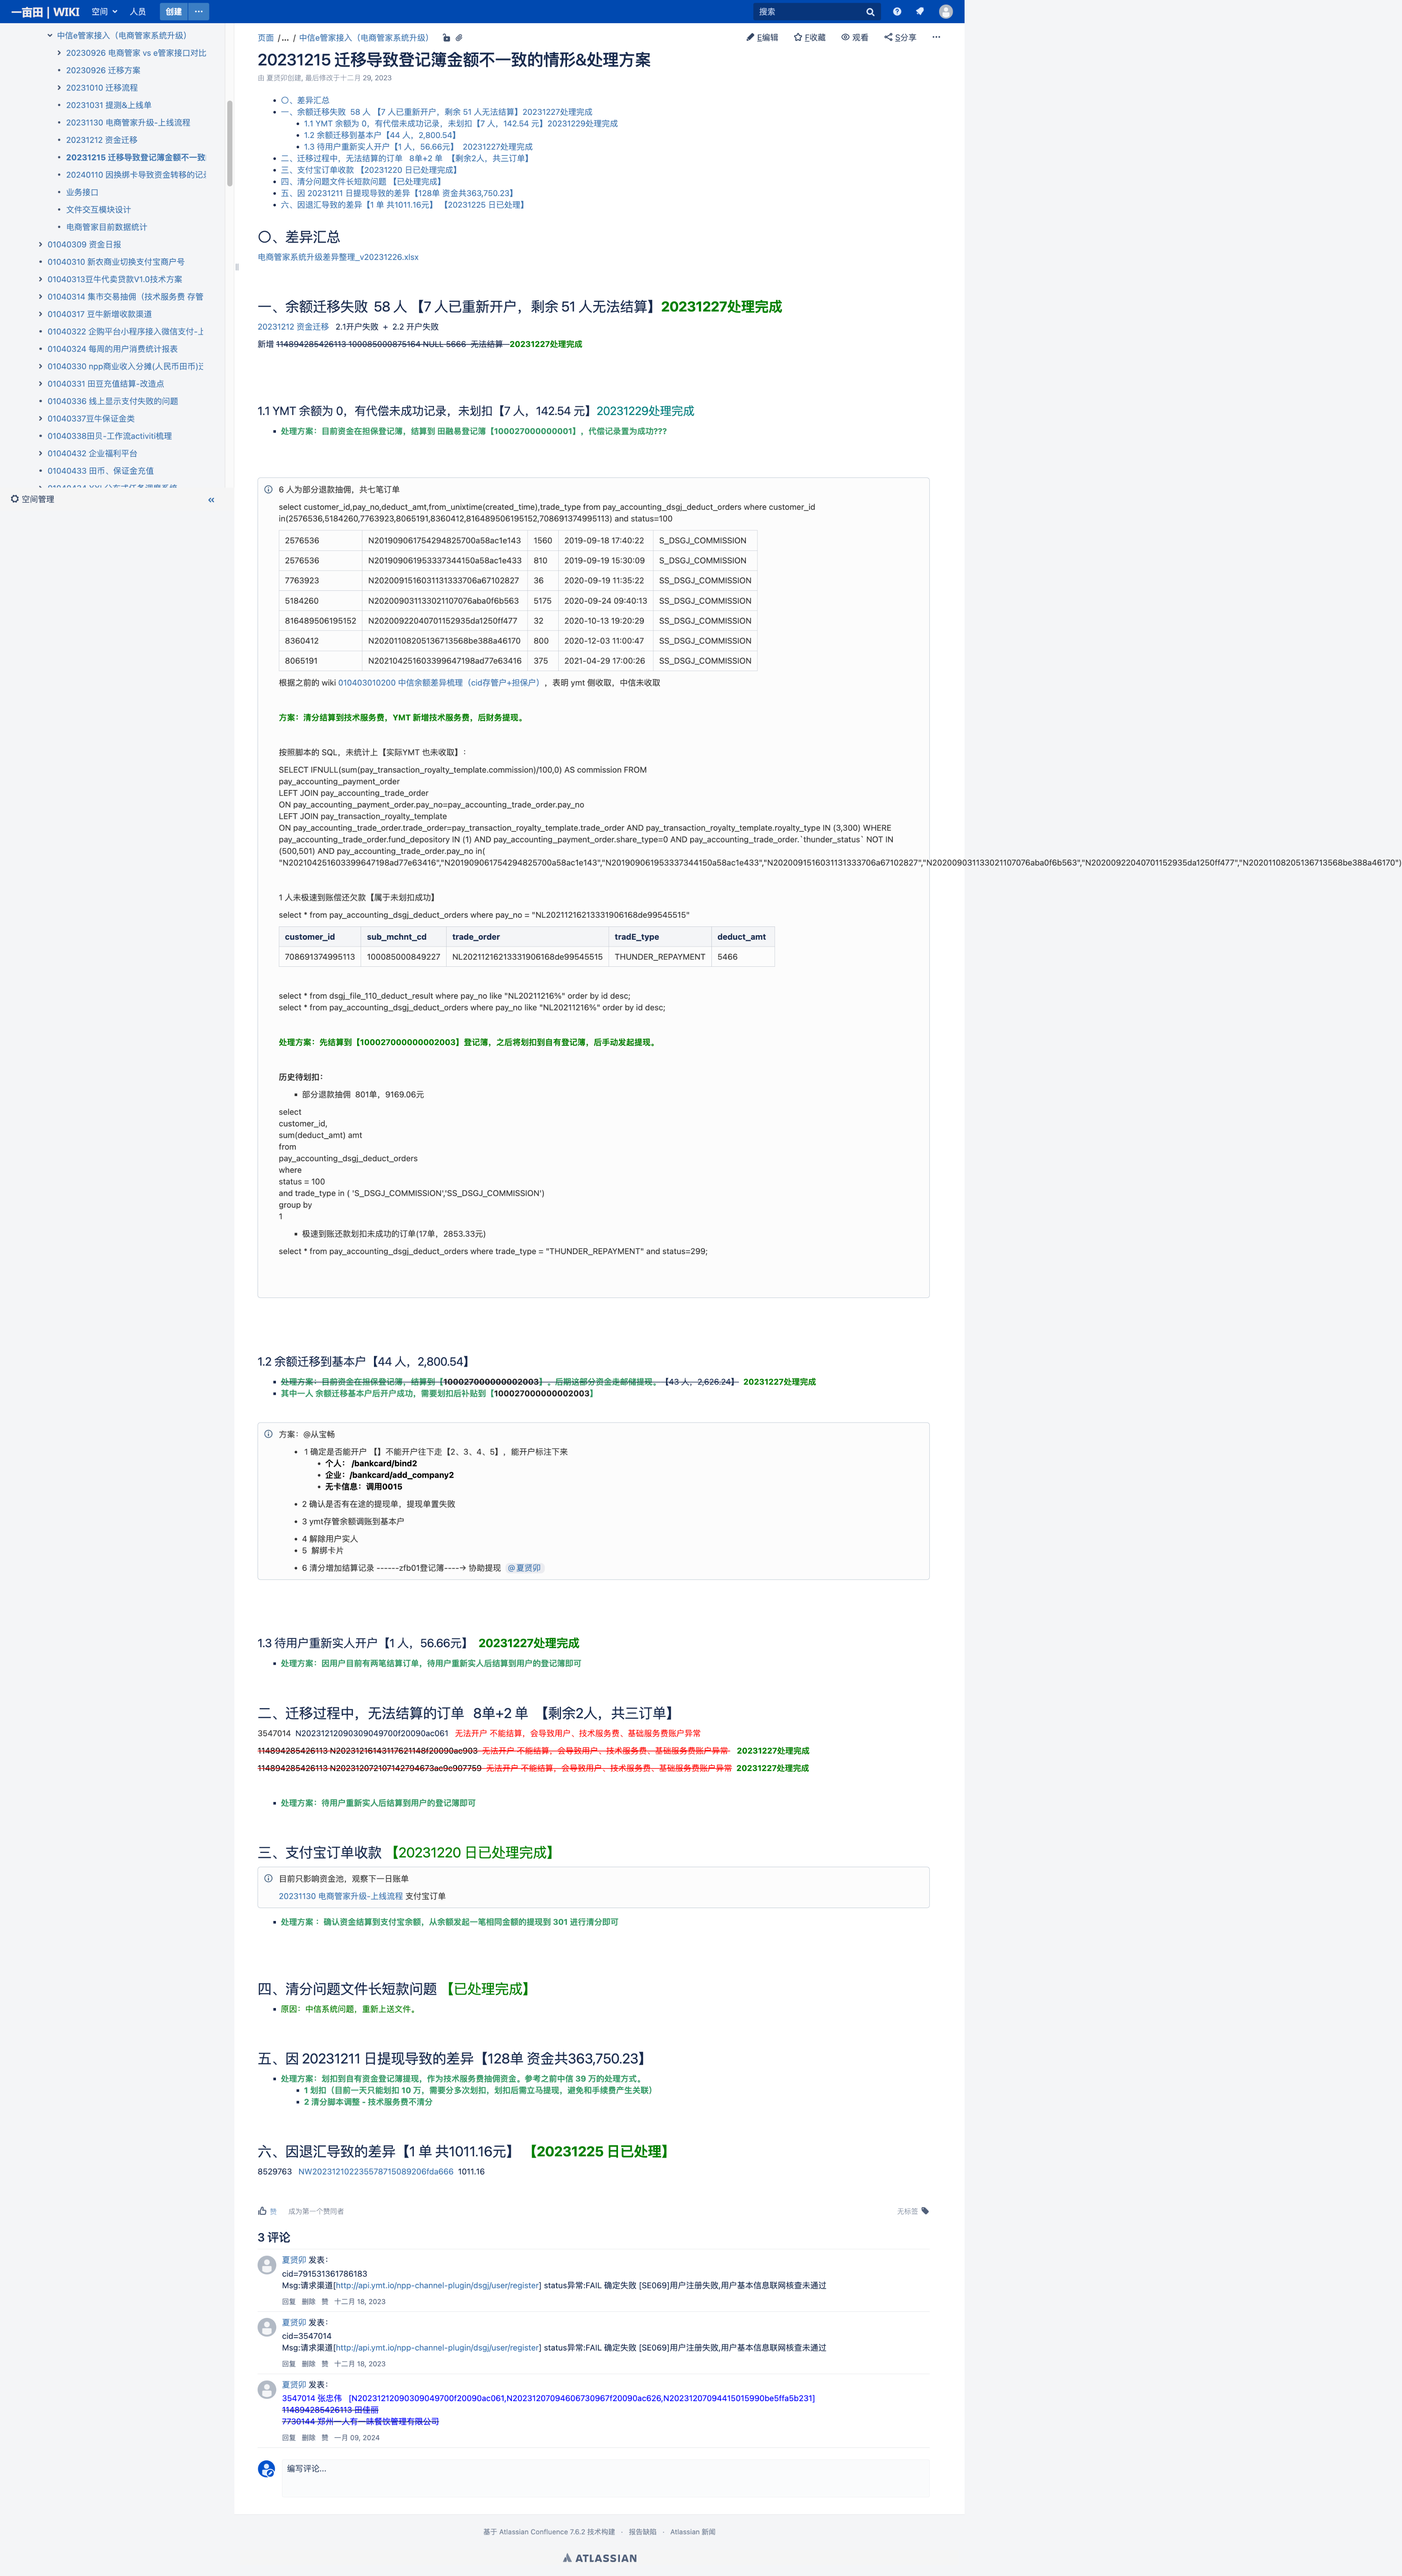 一亩田 | WIKI 空间 人员 创建 ··· 搜索
中信e管家接入（电商管家系统升级）
20230926 电商管家 vs e管家接口对比
20230926 迁移方案
20231010 迁移流程
20231031 提测&上线单
20231130 电商管家升级-上线流程
20231212 资金迁移
20231215 迁移导致登记簿金额不一致
20240110 因换绑卡导致资金转移的记录
业务接口
文件交互模块设计
电商管家目前数据统计
01040309 资金日报
01040310 新农商业切换支付宝商户号
01040313豆牛代卖贷款V1.0技术方案
01040314 集市交易抽佣（技术服务费 存管
01040317 豆牛新增收款渠道
01040322 企购平台小程序接入微信支付-上
01040324 每周的用户消费统计报表
01040330 npp商业收入分摊(人民币田币)迁
01040331 田豆充值结算-改造点
01040336 线上显示支付失败的问题
01040337豆牛保证金类
01040338田贝-工作流activiti梳理
01040432 企业福利平台
01040433 田币、保证金充值
空间管理
页面 /... / 中信e管家接入（电商管家系统升级）
E编辑 F收藏 观看 S分享 ···
20231215 迁移导致登记簿金额不一致的情形&处理方案
由 夏贤卯创建, 最后修改于十二月 29, 2023
〇、差异汇总
一、余额迁移失败 58 人 【7 人已重新开户，剩余 51 人无法结算】20231227处理完成
1.1 YMT 余额为 0，有代偿未成功记录，未划扣【7 人，142.54 元】20231229处理完成
1.2 余额迁移到基本户【44 人，2,800.54】
1.3 待用户重新实人开户【1 人，56.66元】 20231227处理完成
二、迁移过程中，无法结算的订单 8单+2 单 【剩余2人，共三订单】
三、支付宝订单收款 【20231220 日已处理完成】
四、清分问题文件长短款问题 【已处理完成】
五、因 20231211 日提现导致的差异【128单 资金共363,750.23】
六、因退汇导致的差异【1 单 共1011.16元】 【20231225 日已处理】
〇、差异汇总
电商管家系统升级差异整理_v20231226.xlsx
一、余额迁移失败 58 人 【7 人已重新开户，剩余 51 人无法结算】20231227处理完成
20231212 资金迁移 2.1开户失败 + 2.2 开户失败
新增 114894285426113 100085000875164 NULL 5666 无法结算 20231227处理完成
1.1 YMT 余额为 0，有代偿未成功记录，未划扣【7 人，142.54 元】20231229处理完成
处理方案：目前资金在担保登记簿，结算到 田融易登记簿【100027000000001】，代偿记录置为成功???
6 人为部分退款抽佣，共七笔订单
select customer_id,pay_no,deduct_amt,from_unixtime(created_time),trade_type from pay_accounting_dsgj_deduct_orders where customer_id
in(2576536,5184260,7763923,8065191,8360412,816489506195152,708691374995113) and status=100
2576536 N201909061754294825700a58ac1e143 1560 2019-09-18 17:40:22 S_DSGJ_COMMISSION
2576536 N201909061953337344150a58ac1e433 810 2019-09-19 15:30:09 S_DSGJ_COMMISSION
7763923 N2020091516031131333706a67102827 36 2020-09-19 11:35:22 SS_DSGJ_COMMISSION
5184260 N202009031133021107076aba0f6b563 5175 2020-09-24 09:40:13 SS_DSGJ_COMMISSION
816489506195152 N20200922040701152935da1250ff477 32 2020-10-13 19:20:29 SS_DSGJ_COMMISSION
8360412 N20201108205136713568be388a46170 800 2020-12-03 11:00:47 SS_DSGJ_COMMISSION
8065191 N202104251603399647198ad77e63416 375 2021-04-29 17:00:26 SS_DSGJ_COMMISSION
根据之前的 wiki 010403010200 中信余额差异梳理（cid存管户+担保户），表明 ymt 侧收取，中信未收取
方案：清分结算到技术服务费，YMT 新增技术服务费，后财务提现。
按照脚本的 SQL，未统计上【实际YMT 也未收取】：
SELECT IFNULL(sum(pay_transaction_royalty_template.commission)/100,0) AS commission FROM
pay_accounting_payment_order
LEFT JOIN pay_accounting_trade_order
ON pay_accounting_payment_order.pay_no=pay_accounting_trade_order.pay_no
LEFT JOIN pay_transaction_royalty_template
ON pay_accounting_trade_order.trade_order=pay_transaction_royalty_template.trade_order AND pay_transaction_royalty_template.royalty_type IN (3,300) WHERE
pay_accounting_trade_order.fund_depository IN (1) AND pay_accounting_payment_order.share_type=0 AND pay_accounting_trade_order.`thunder_status` NOT IN
(500,501) AND pay_accounting_trade_order.pay_no in(
"N202104251603399647198ad77e63416","N201909061754294825700a58ac1e143","N201909061953337344150a58ac1e433","N2020091516031131333706a67102827","N202009031133021107076aba0f6b563","N20200922040701152935da1250ff477","N20201108205136713568be388a46170")
1 人未极速到账偿还欠款【属于未划扣成功】
select * from pay_accounting_dsgj_deduct_orders where pay_no = "NL20211216213331906168de99545515"
customer_id sub_mchnt_cd trade_order tradE_type deduct_amt
708691374995113 100085000849227 NL20211216213331906168de99545515 THUNDER_REPAYMENT 5466
select * from dsgj_file_110_deduct_result where pay_no like "NL20211216%" order by id desc;
select * from pay_accounting_dsgj_deduct_orders where pay_no like "NL20211216%" order by id desc;
处理方案：先结算到【100027000000002003】登记簿，之后将划扣到自有登记簿，后手动发起提现。
历史待划扣：
部分退款抽佣 801单，9169.06元
select
customer_id,
sum(deduct_amt) amt
from
pay_accounting_dsgj_deduct_orders
where
status = 100
and trade_type in ( 'S_DSGJ_COMMISSION','SS_DSGJ_COMMISSION')
group by
1
极速到账还款划扣未成功的订单(17单，2853.33元)
select * from pay_accounting_dsgj_deduct_orders where trade_type = "THUNDER_REPAYMENT" and status=299;
1.2 余额迁移到基本户【44 人，2,800.54】
处理方案：目前资金在担保登记簿，结算到【100027000000002003】。后期这部分资金走邮储提现。【43 人，2,626.24】 20231227处理完成
其中一人 余额迁移基本户后开户成功，需要划扣后补贴到【100027000000002003】
方案：@从宝畅
1 确定是否能开户 【】不能开户往下走【2、3、4、5】，能开户标注下来
个人： /bankcard/bind2
企业：/bankcard/add_company2
无卡信息：调用0015
2 确认是否有在途的提现单，提现单置失败
3 ymt存管余额调账到基本户
4 解除用户实人
5 解绑卡片
6 清分增加结算记录 ------zfb01登记簿----→ 协助提现 @夏贤卯
1.3 待用户重新实人开户【1 人，56.66元】 20231227处理完成
处理方案：因用户目前有两笔结算订单，待用户重新实人后结算到用户的登记簿即可
二、迁移过程中，无法结算的订单 8单+2 单 【剩余2人，共三订单】
3547014 N20231212090309049700f20090ac061 无法开户 不能结算，会导致用户、技术服务费、基础服务费账户异常
114894285426113 N20231216143117621148f20090ac903 无法开户 不能结算，会导致用户、技术服务费、基础服务费账户异常 20231227处理完成
114894285426113 N202312072107142794673ac9c907759 无法开户 不能结算，会导致用户、技术服务费、基础服务费账户异常 20231227处理完成
处理方案：待用户重新实人后结算到用户的登记簿即可
三、支付宝订单收款 【20231220 日已处理完成】
目前只影响资金池，观察下一日账单
20231130 电商管家升级-上线流程 支付宝订单
处理方案： 确认资金结算到支付宝余额，从余额发起一笔相同金额的提现到 301 进行清分即可
四、清分问题文件长短款问题 【已处理完成】
原因：中信系统问题，重新上送文件。
五、因 20231211 日提现导致的差异【128单 资金共363,750.23】
处理方案：划扣到自有资金登记簿提现，作为技术服务费抽佣资金。参考之前中信 39 万的处理方式。
1 划扣（目前一天只能划扣 10 万，需要分多次划扣，划扣后需立马提现，避免和手续费产生关联）
2 清分脚本调整 - 技术服务费不清分
六、因退汇导致的差异【1 单 共1011.16元】 【20231225 日已处理】
8529763 NW20231210223557871508920​6fda666 1011.16
赞 成为第一个赞同者 无标签
3 评论
夏贤卯 发表：
cid=791531361786183
Msg:请求渠道[http://api.ymt.io/npp-channel-plugin/dsgj/user/register] status异常:FAIL 确定失败 [SE069]用户注册失败,用户基本信息联网核查未通过
回复 删除 赞 十二月 18, 2023
夏贤卯 发表：
cid=3547014
Msg:请求渠道[http://api.ymt.io/npp-channel-plugin/dsgj/user/register] status异常:FAIL 确定失败 [SE069]用户注册失败,用户基本信息联网核查未通过
回复 删除 赞 十二月 18, 2023
夏贤卯 发表：
3547014 张忠伟 [N20231212090309049700f20090ac061,N20231207094606730967f20090ac626,N20231207094415015990be5ffa5b231]
114894285426113 田佳丽
7730144 郑州一人有一味餐饮管理有限公司
回复 删除 赞 一月 09, 2024
编写评论...
基于 Atlassian Confluence 7.6.2 技术构建 · 报告缺陷 · Atlassian 新闻
ATLASSIAN